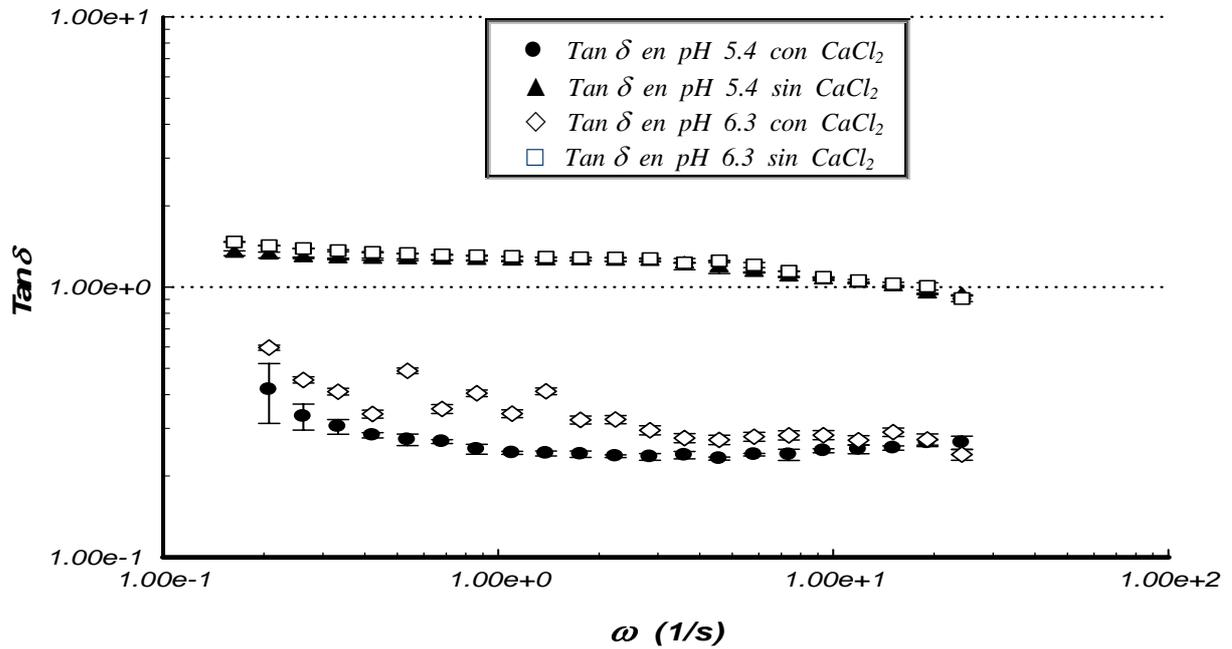 1.00e+1
Tan δ en pH 5.4 con CaCl₂
Tan δ en pH 5.4 sin CaCl₂
Tan δ en pH 6.3 con CaCl₂
Tan δ en pH 6.3 sin CaCl₂
Tan δ
1.00e+0
1.00e-1
1.00e-1 1.00e+0 1.00e+1 1.00e+2
ω (1/s)